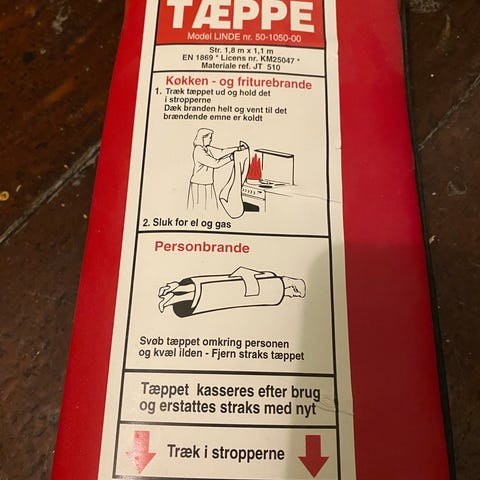 TÆPPE
Model LINDE nr. 50-1050-00
Str. 1,8 m x 1,1 m
EN 1869 * Licens nr. KM25047 *
Materiale ref. JT 510
Køkken - og friturebrande
1. Træk tæppet ud og hold det
i stropperne
Dæk branden helt og vent til det
brændende emne er koldt
2. Sluk for el og gas
Personbrande
Svøb tæppet omkring personen
og kvæl ilden - Fjern straks tæppet
Tæppet kasseres efter brug
og erstattes straks med nyt
Træk i stropperne